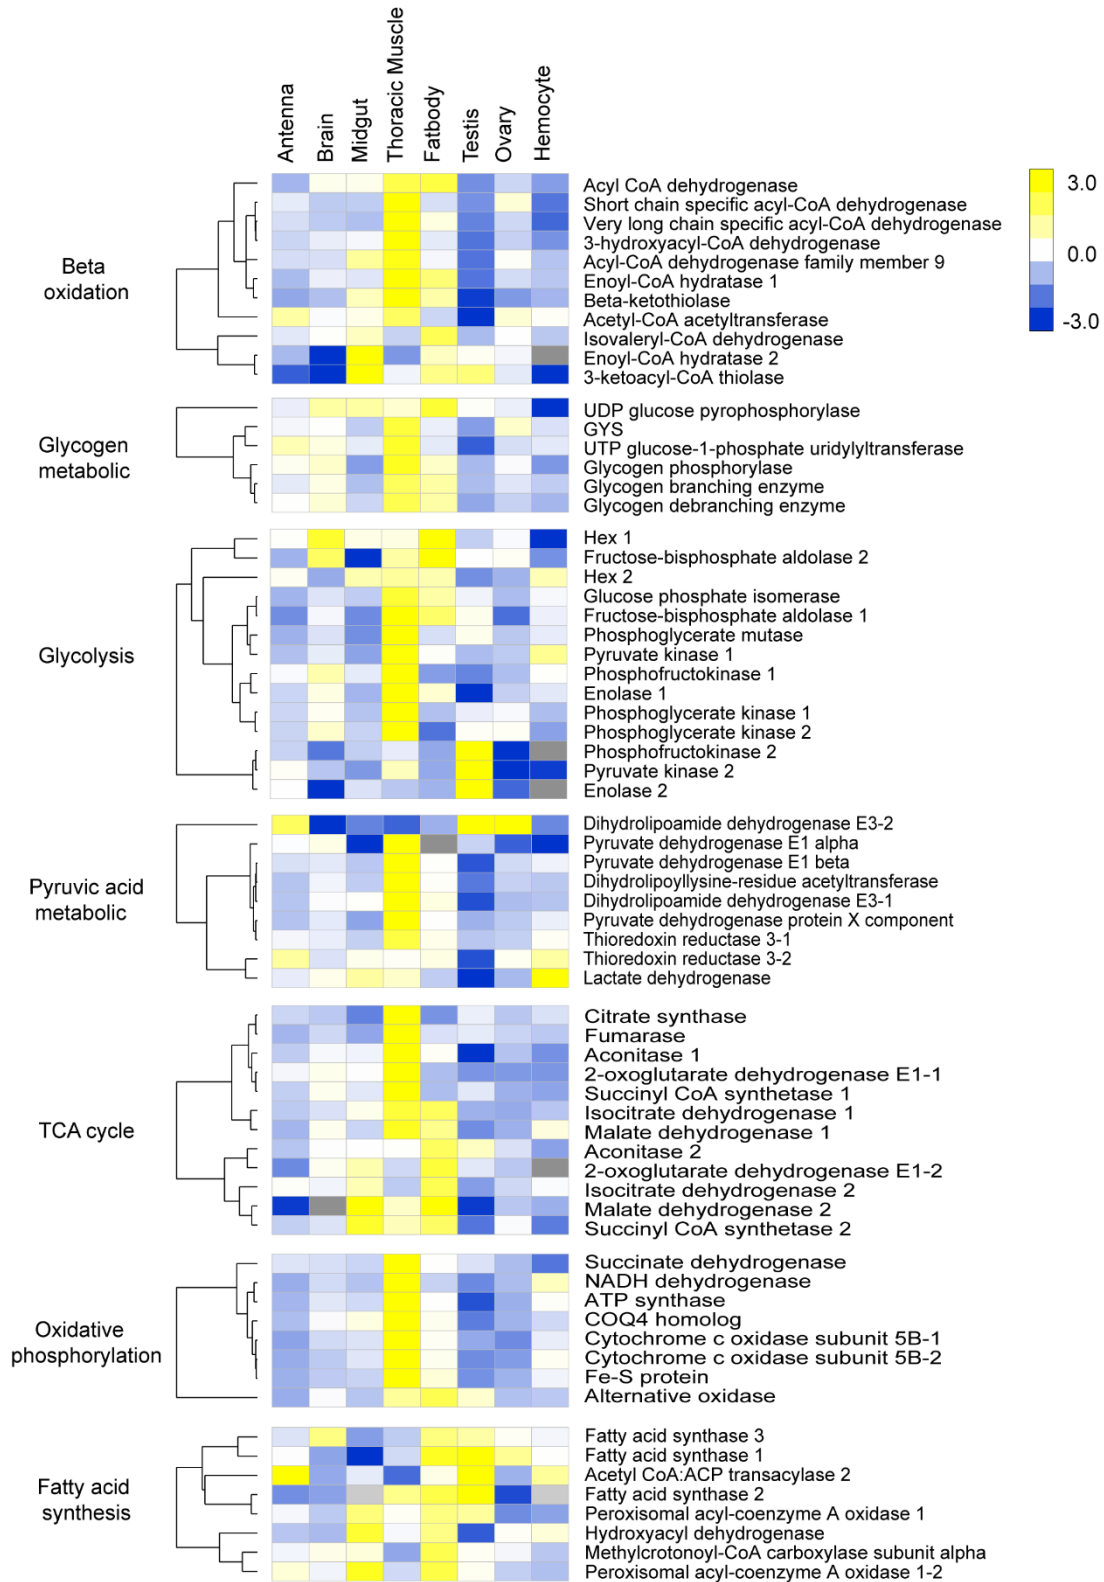 Antenna
Brain
Midgut
Thoracic Muscle
Fatbody
Testis
Ovary
Hemocyte
3.0
0.0
-3.0
Beta
oxidation
Acyl CoA dehydrogenase
Short chain specific acyl-CoA dehydrogenase
Very long chain specific acyl-CoA dehydrogenase
3-hydroxyacyl-CoA dehydrogenase
Acyl-CoA dehydrogenase family member 9
Enoyl-CoA hydratase 1
Beta-ketothiolase
Acetyl-CoA acetyltransferase
Isovaleryl-CoA dehydrogenase
Enoyl-CoA hydratase 2
3-ketoacyl-CoA thiolase
Glycogen
metabolic
UDP glucose pyrophosphorylase
GYS
UTP glucose-1-phosphate uridylyltransferase
Glycogen phosphorylase
Glycogen branching enzyme
Glycogen debranching enzyme
Glycolysis
Hex 1
Fructose-bisphosphate aldolase 2
Hex 2
Glucose phosphate isomerase
Fructose-bisphosphate aldolase 1
Phosphoglycerate mutase
Pyruvate kinase 1
Phosphofructokinase 1
Enolase 1
Phosphoglycerate kinase 1
Phosphoglycerate kinase 2
Phosphofructokinase 2
Pyruvate kinase 2
Enolase 2
Pyruvic acid
metabolic
Dihydrolipoamide dehydrogenase E3-2
Pyruvate dehydrogenase E1 alpha
Pyruvate dehydrogenase E1 beta
Dihydrolipoyllysine-residue acetyltransferase
Dihydrolipoamide dehydrogenase E3-1
Pyruvate dehydrogenase protein X component
Thioredoxin reductase 3-1
Thioredoxin reductase 3-2
Lactate dehydrogenase
TCA cycle
Citrate synthase
Fumarase
Aconitase 1
2-oxoglutarate dehydrogenase E1-1
Succinyl CoA synthetase 1
Isocitrate dehydrogenase 1
Malate dehydrogenase 1
Aconitase 2
2-oxoglutarate dehydrogenase E1-2
Isocitrate dehydrogenase 2
Malate dehydrogenase 2
Succinyl CoA synthetase 2
Oxidative
phosphorylation
Succinate dehydrogenase
NADH dehydrogenase
ATP synthase
COQ4 homolog
Cytochrome c oxidase subunit 5B-1
Cytochrome c oxidase subunit 5B-2
Fe-S protein
Alternative oxidase
Fatty acid
synthesis
Fatty acid synthase 3
Fatty acid synthase 1
Acetyl CoA:ACP transacylase 2
Fatty acid synthase 2
Peroxisomal acyl-coenzyme A oxidase 1
Hydroxyacyl dehydrogenase
Methylcrotonoyl-CoA carboxylase subunit alpha
Peroxisomal acyl-coenzyme A oxidase 1-2